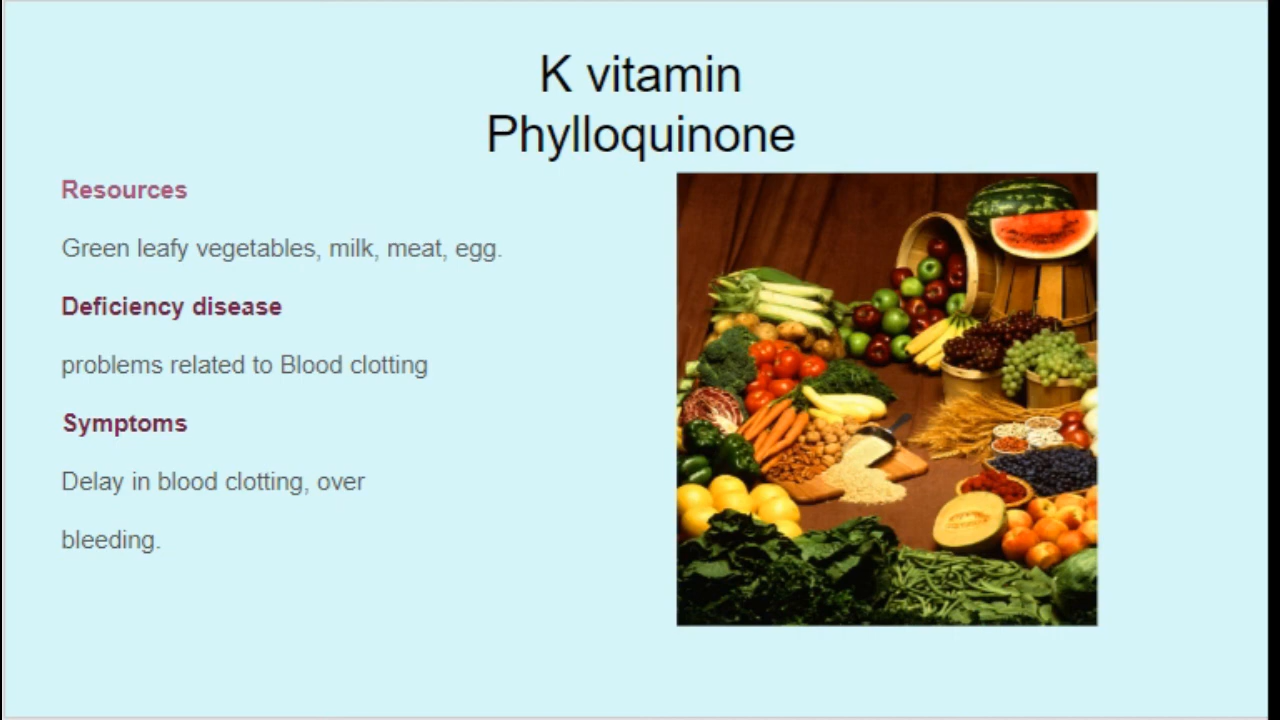 K vitamin
Phylloquinone
Resources
Green leafy vegetables, milk, meat, egg.
Deficiency disease
problems related to Blood clotting
Symptoms
Delay in blood clotting, over
bleeding.